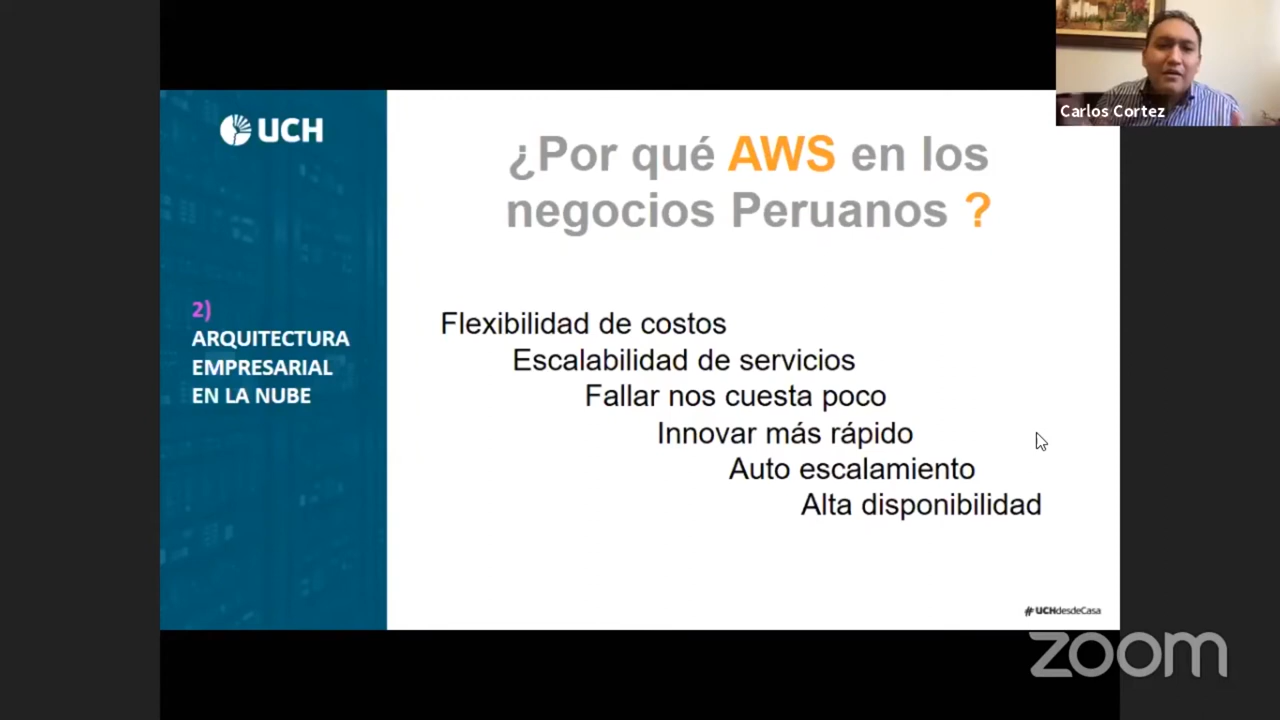 UCH
Carlos Cortez
¿Por qué AWS en los
negocios Peruanos ?
2)
ARQUITECTURA
EMPRESARIAL
EN LA NUBE
Flexibilidad de costos
Escalabilidad de servicios
Fallar nos cuesta poco
Innovar más rápido
Auto escalamiento
Alta disponibilidad
#UCHdesdeCasa
zoom